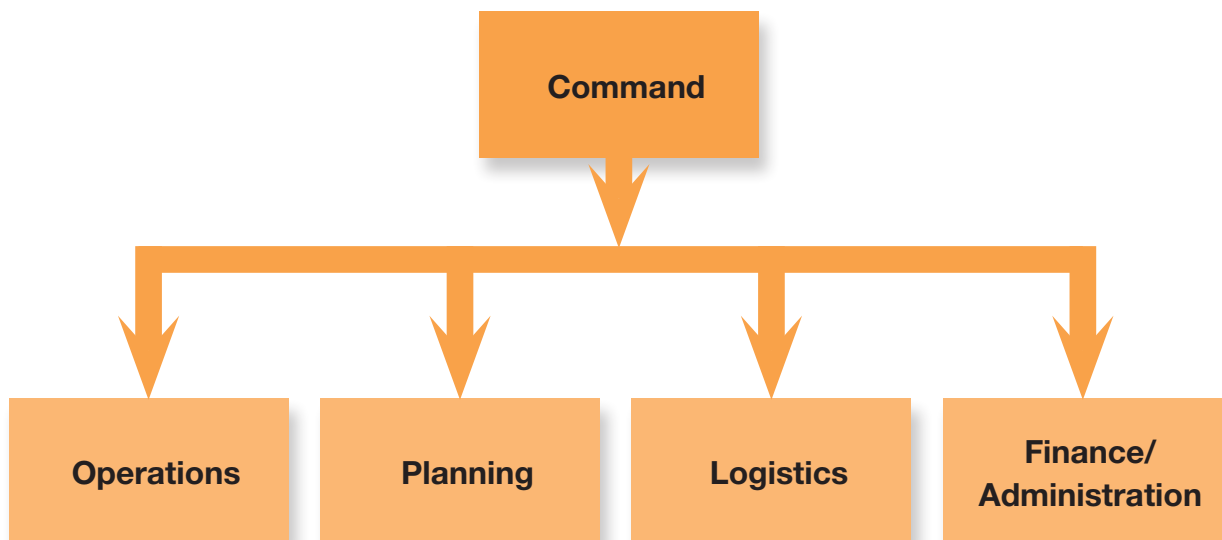 Command
Operations
Planning
Logistics
Finance/
Administration